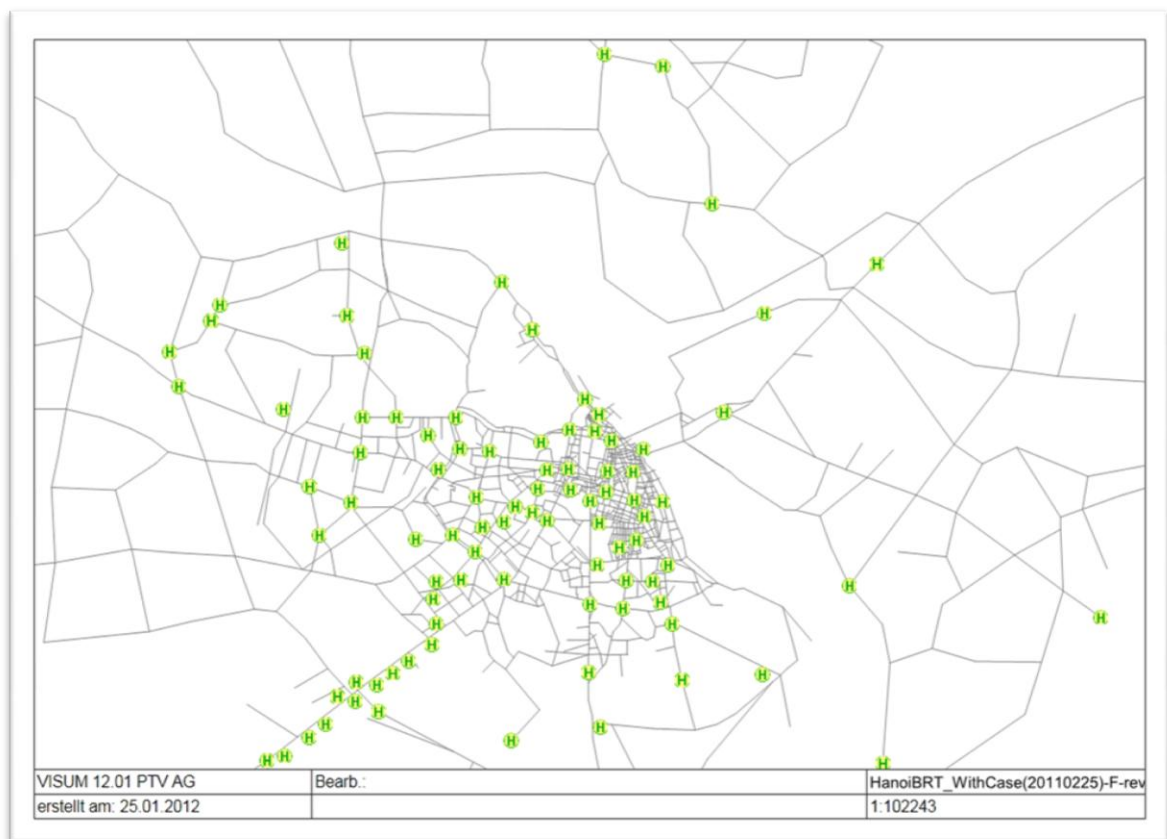 VISUM 12.01 PTV AG
Bearb.:
HanoiBRT_WithCase(20110225)-F-rev
erstellt am: 25.01.2012
1:102243